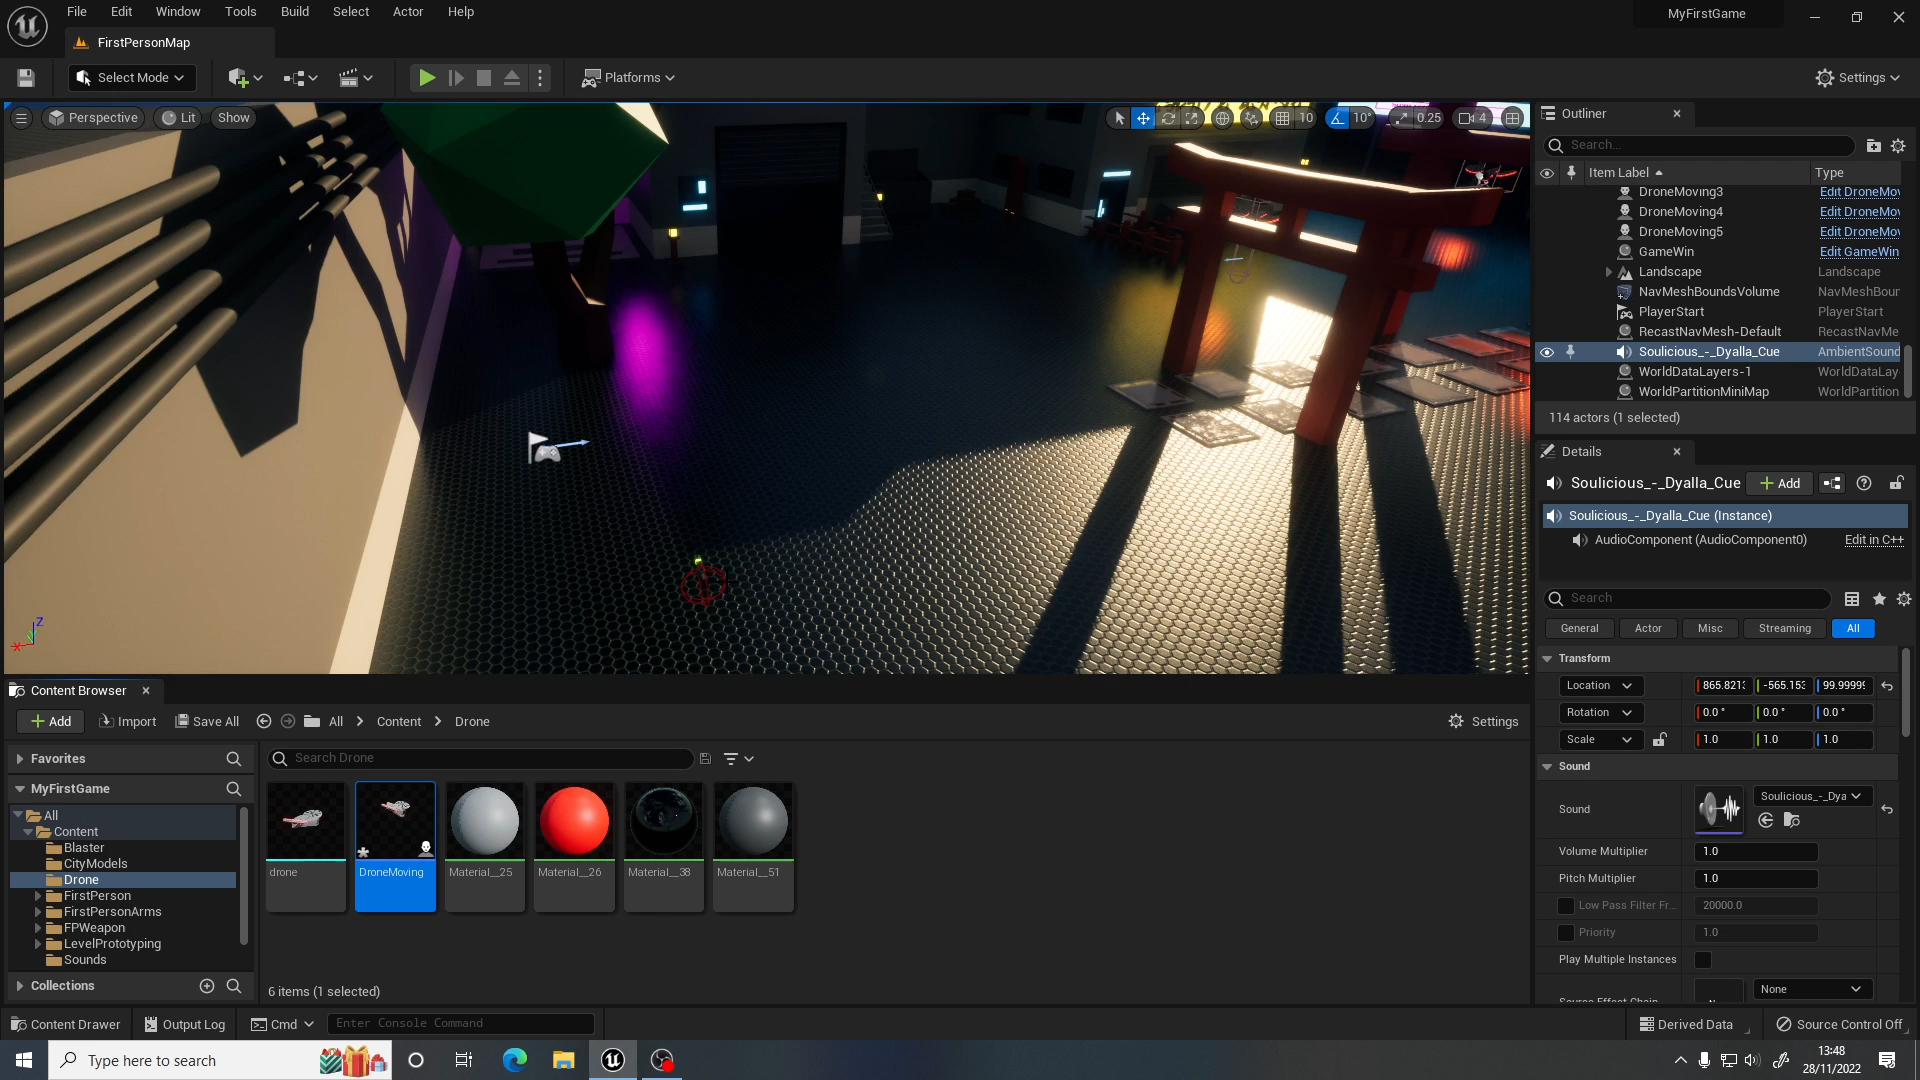 File Edit Window Tools Build Select Actor Help
MyFirstGame
FirstPersonMap
Select Mode
Platforms
Settings
Perspective
Lit
Show
10
10°
0.25
4
Outliner
Search...
Item Label
Type
DroneMoving3
Edit DroneMov
DroneMoving4
Edit DroneMov
DroneMoving5
Edit DroneMov
GameWin
Edit GameWin
Landscape
Landscape
NavMeshBoundsVolume
NavMeshBour
PlayerStart
PlayerStart
RecastNavMesh-Default
RecastNavMe
Soulicious_-_Dyalla_Cue
AmbientSound
WorldDataLayers-1
WorldDataLay
WorldPartitionMiniMap
WorldPartition
114 actors (1 selected)
Details
Soulicious_-_Dyalla_Cue
Add
Soulicious_-_Dyalla_Cue (Instance)
AudioComponent (AudioComponent0)
Edit in C++
Search
General
Actor
Misc
Streaming
All
Transform
Location
865.821
-565.153
99.9999
Rotation
0.0 °
0.0 °
0.0 °
Scale
1.0
1.0
1.0
Sound
Sound
Soulicious_-_Dya
Volume Multiplier
1.0
Pitch Multiplier
1.0
Low Pass Filter Fr...
20000.0
Priority
1.0
Play Multiple Instances
Source Effect Chain
None
Z
X
Content Browser
Add
Import
Save All
All
Content
Drone
Settings
Favorites
MyFirstGame
All
Content
Blaster
CityModels
Drone
FirstPerson
FirstPersonArms
FPWeapon
LevelPrototyping
Sounds
Collections
Search Drone
drone
DroneMoving
Material__25
Material__26
Material__38
Material__51
6 items (1 selected)
Content Drawer
Output Log
Cmd
Enter Console Command
Derived Data
Source Control Off
Type here to search
13:48
28/11/2022